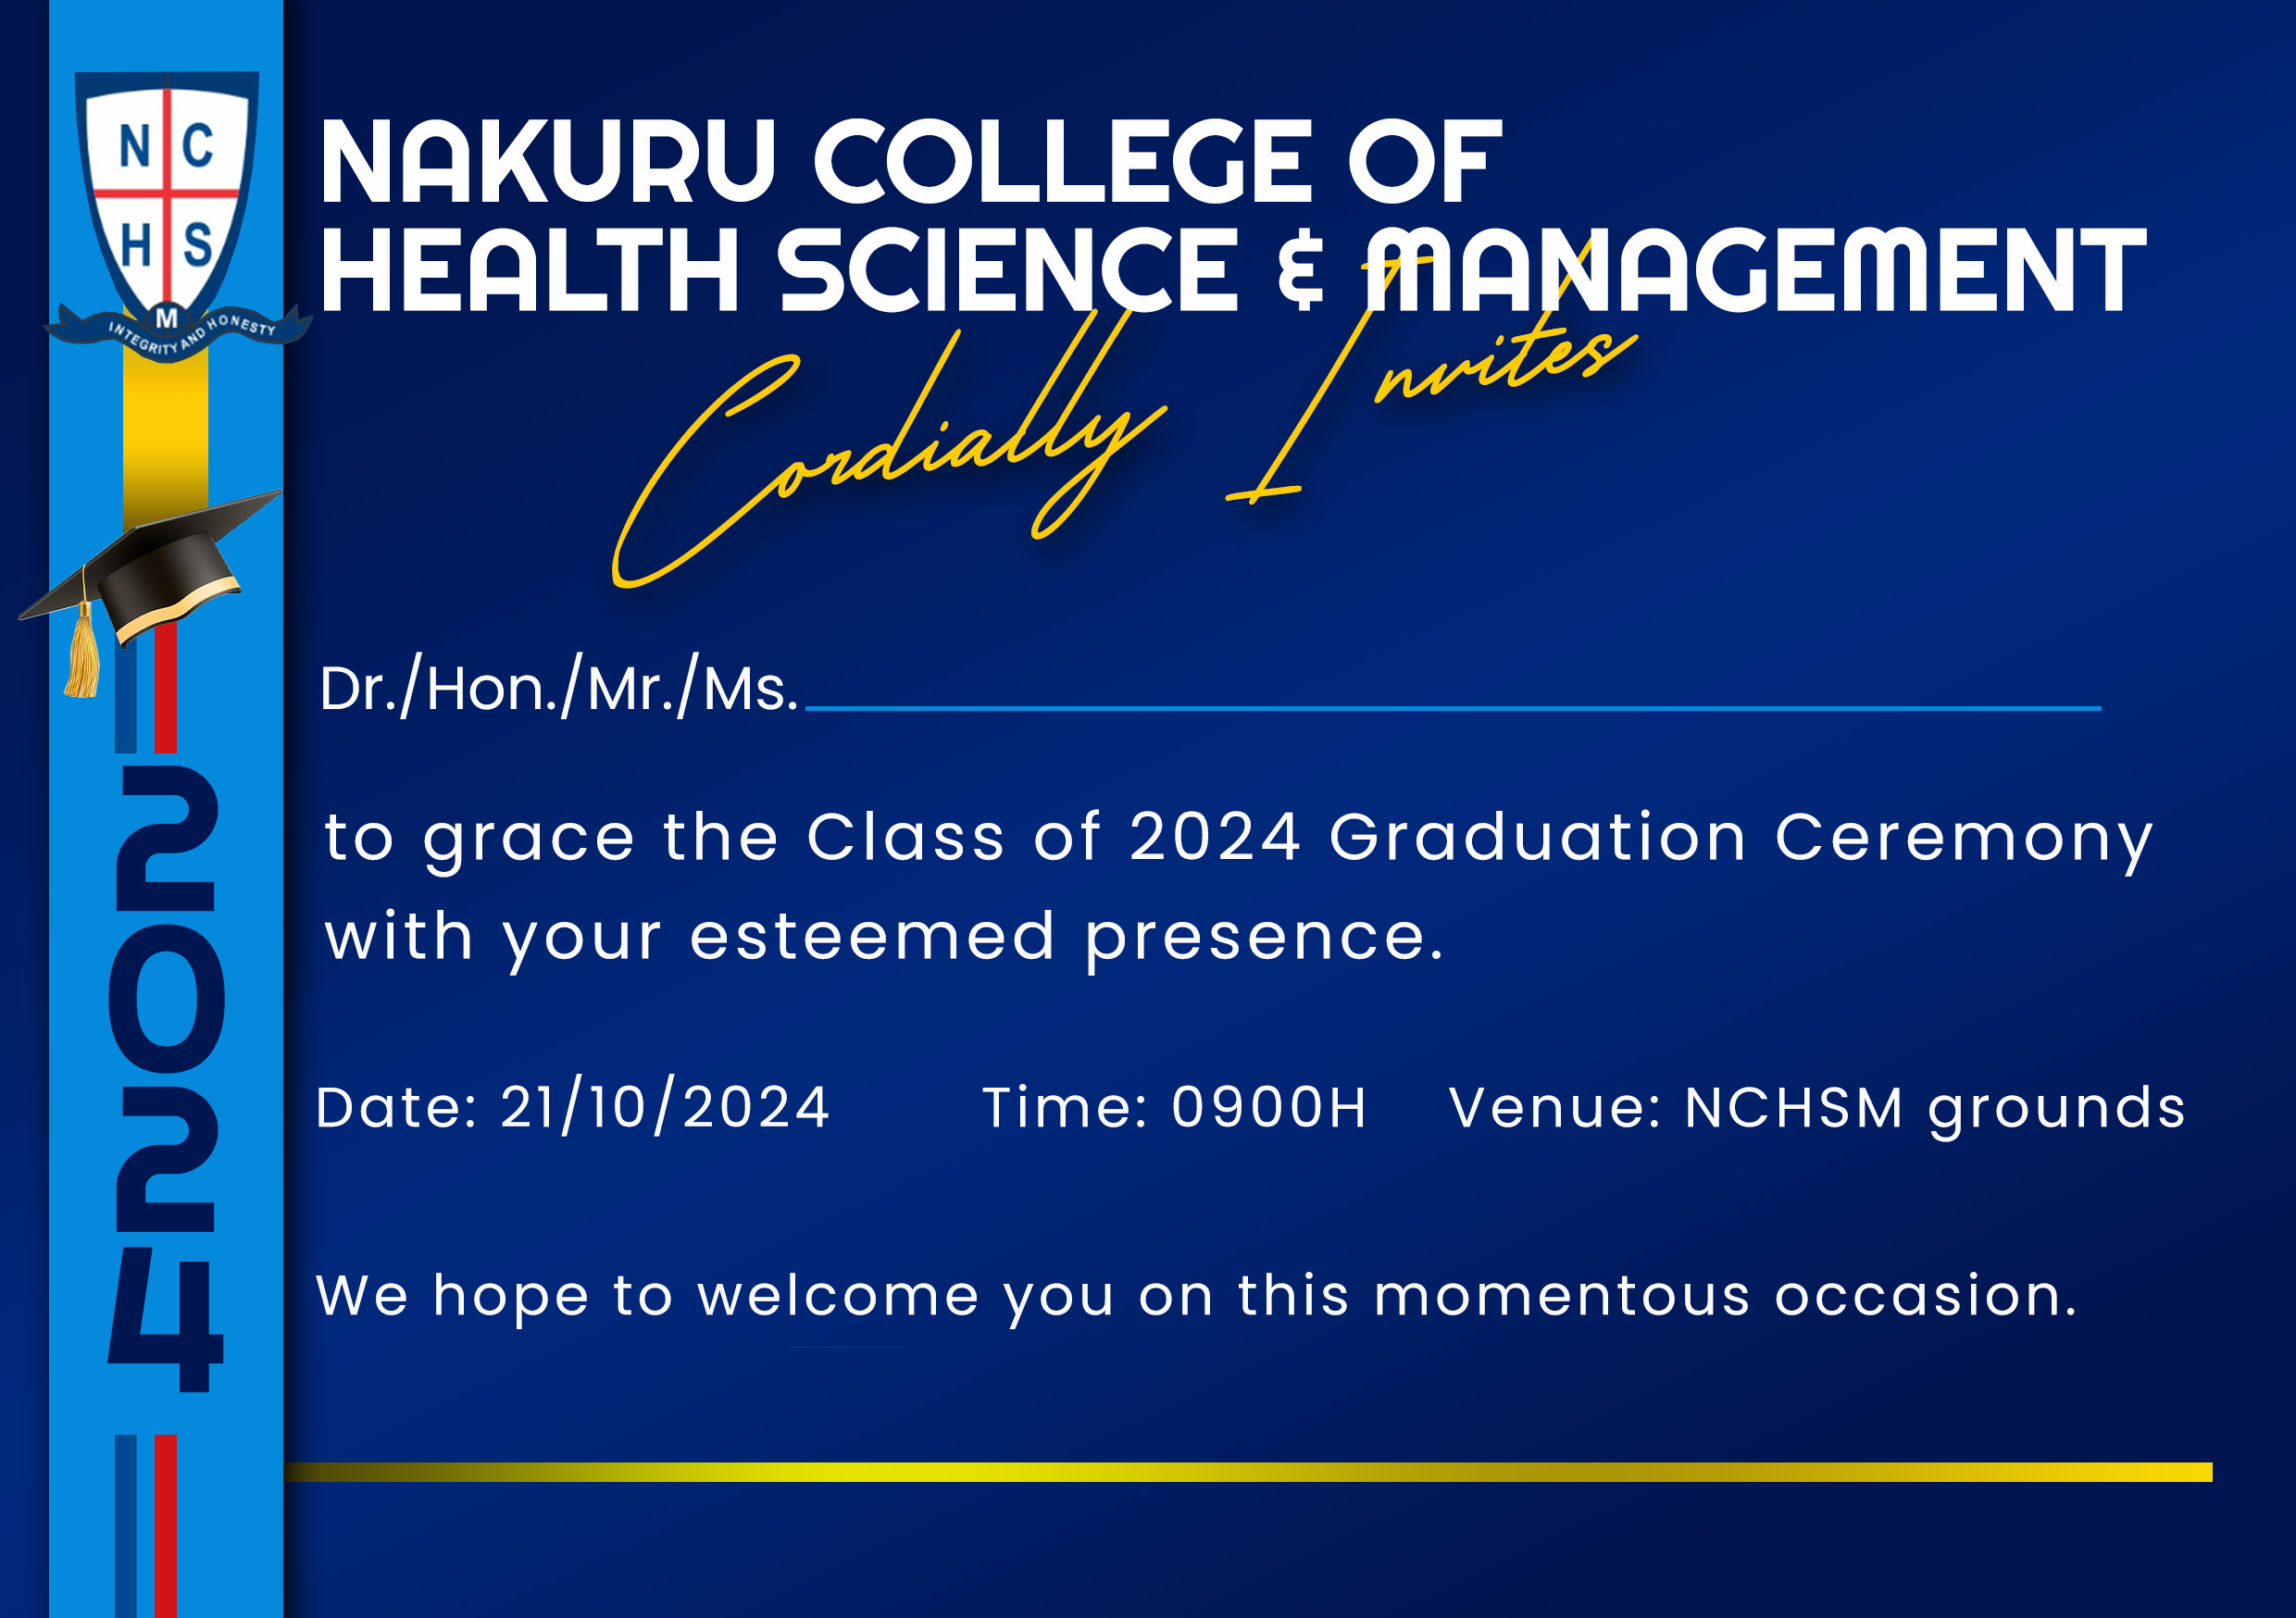 N C
H S
M
INTEGRITY AND HONESTY
NAKURU COLLEGE OF
HEALTH SCIENCE & MANAGEMENT
Cordially Invites
Dr./Hon./Mr./Ms.
to grace the Class of 2024 Graduation Ceremony
with your esteemed presence.
Date: 21/10/2024 Time: 0900H Venue: NCHSM grounds
We hope to welcome you on this momentous occasion.
2024